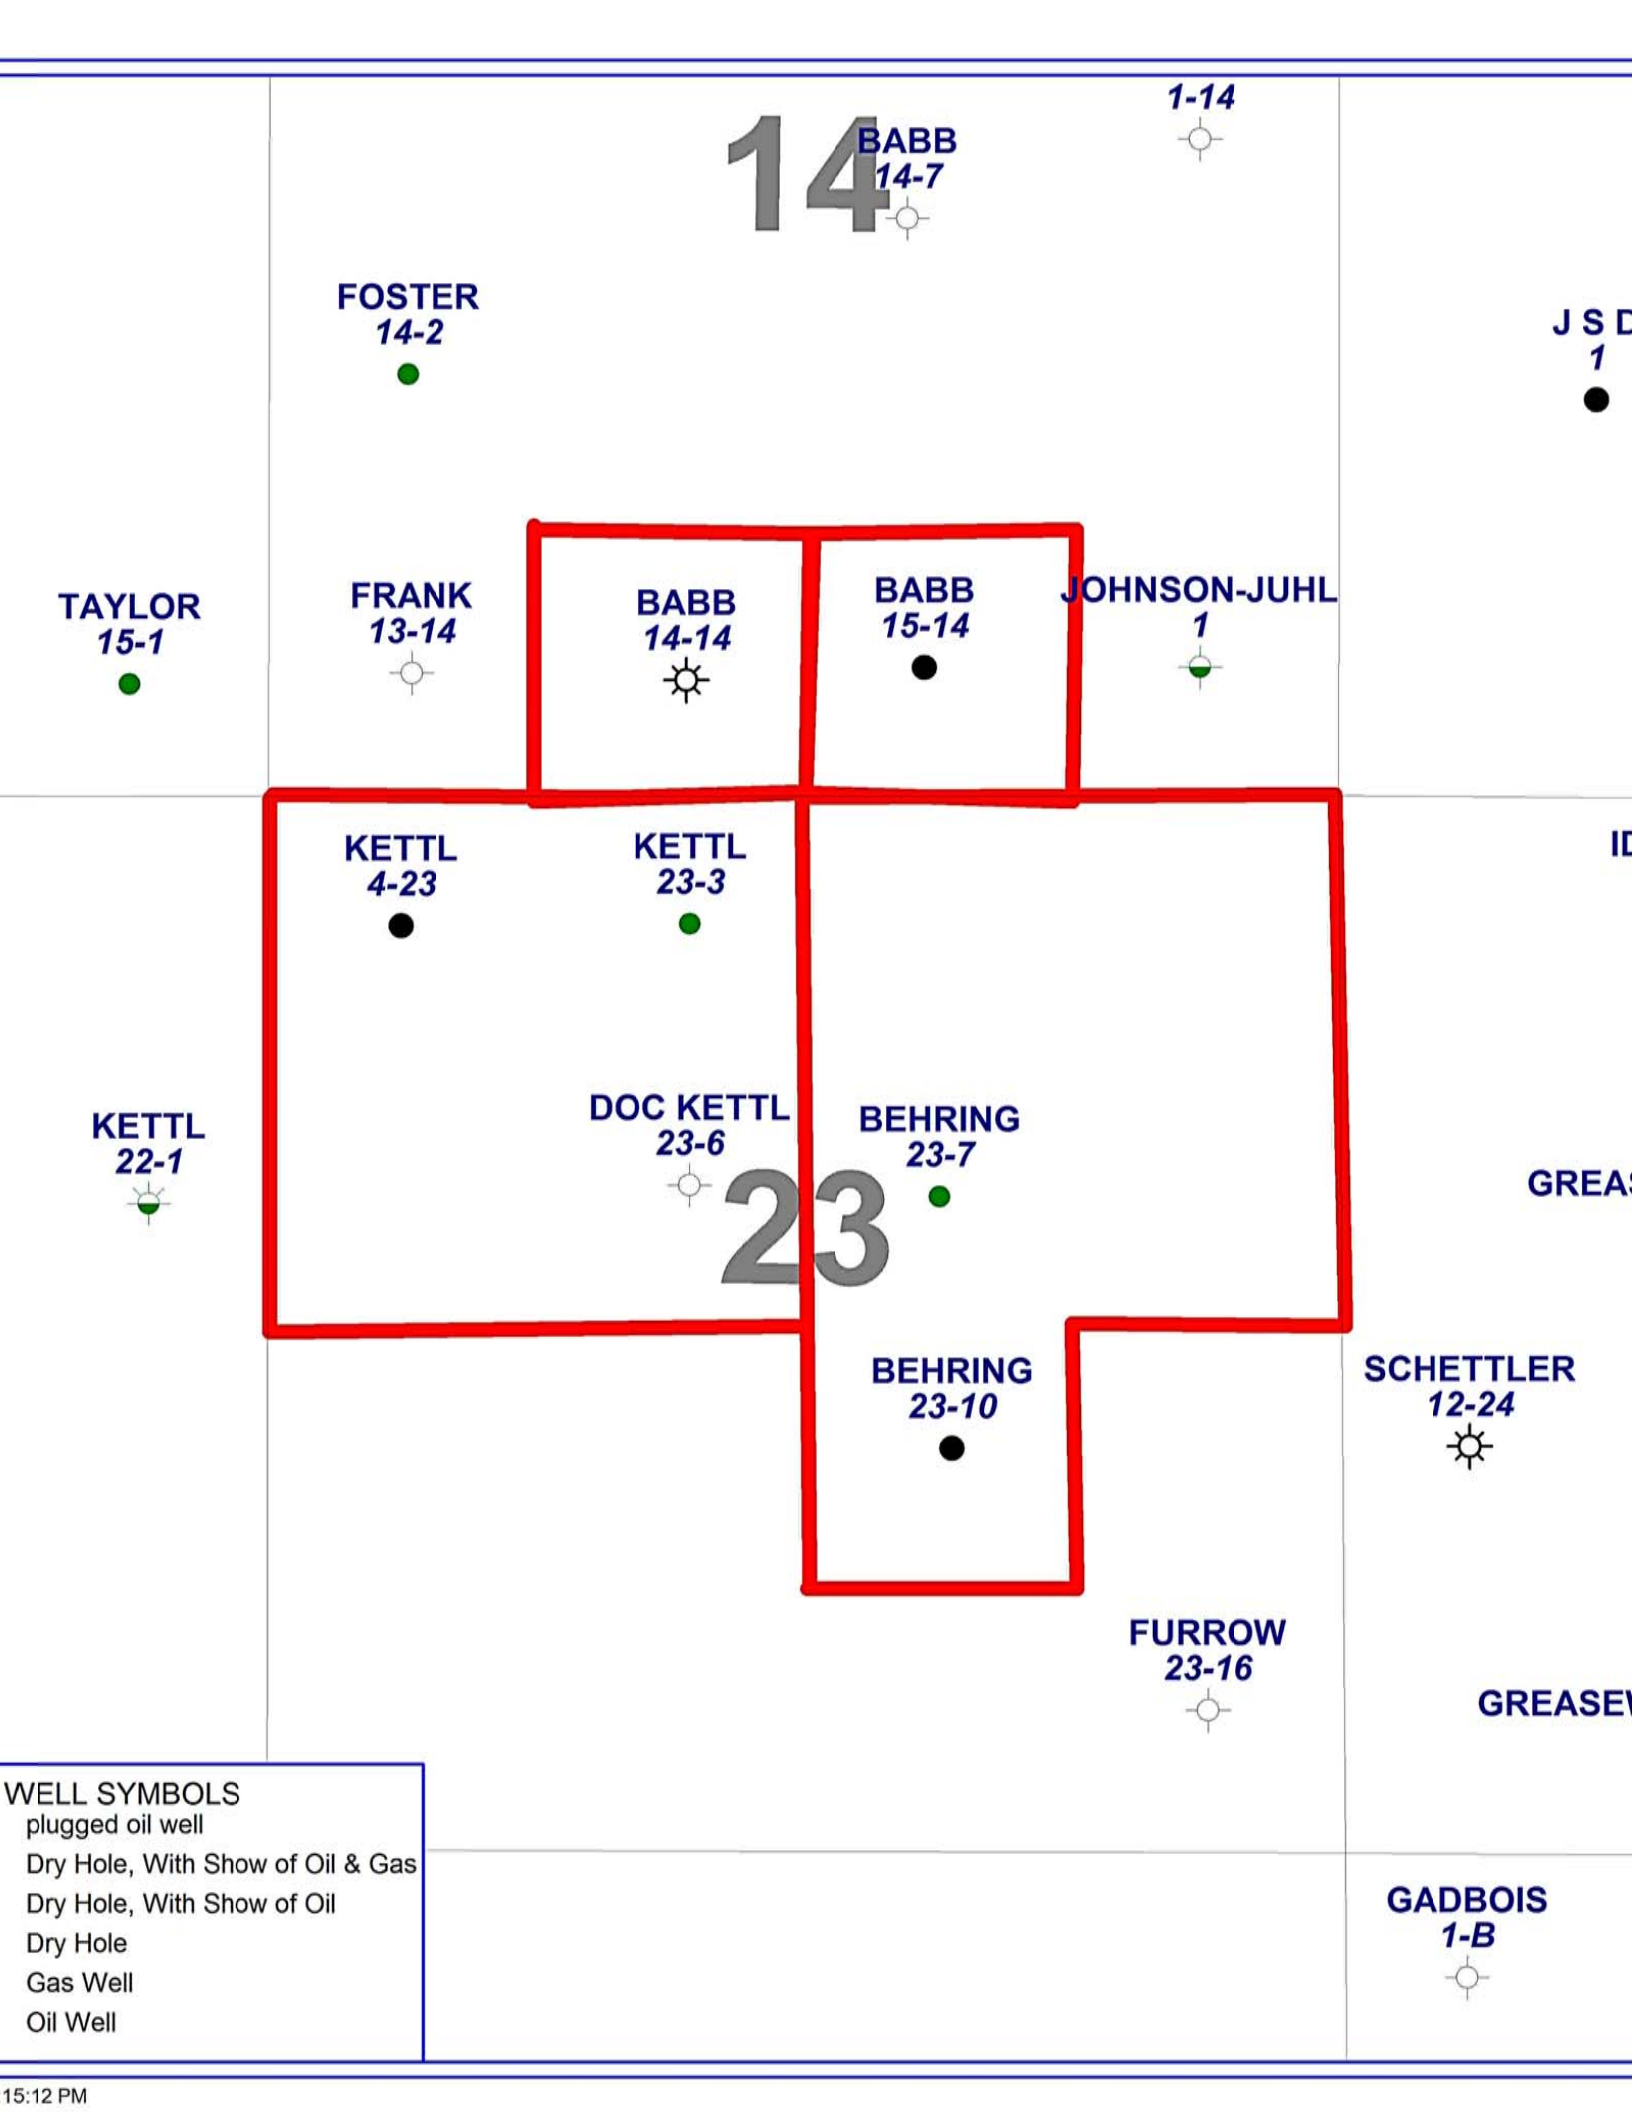 1-14
14
BABB
14-7
FOSTER
14-2
J S D
1
TAYLOR
15-1
FRANK
13-14
BABB
14-14
BABB
15-14
JOHNSON-JUHL
1
KETTL
4-23
KETTL
23-3
ID
KETTL
22-1
DOC KETTL
23-6
BEHRING
23-7
23
GREAS
BEHRING
23-10
SCHETTLER
12-24
FURROW
23-16
GREASEW
WELL SYMBOLS
plugged oil well
Dry Hole, With Show of Oil & Gas
Dry Hole, With Show of Oil
Dry Hole
Gas Well
Oil Well
GADBOIS
1-B
15:12 PM